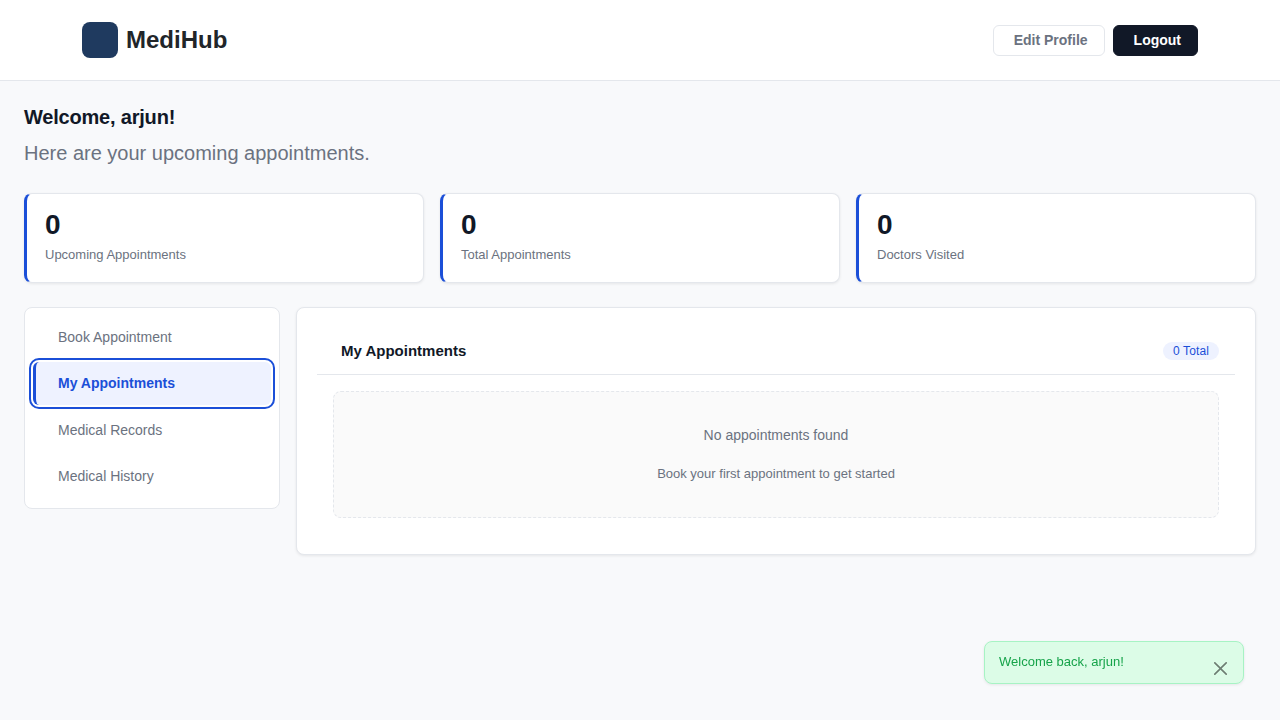 MediHub
Edit Profile
Logout
Welcome, arjun!
Here are your upcoming appointments.
0
Upcoming Appointments
0
Total Appointments
0
Doctors Visited
Book Appointment
My Appointments
Medical Records
Medical History
My Appointments
0 Total
No appointments found
Book your first appointment to get started
Welcome back, arjun!